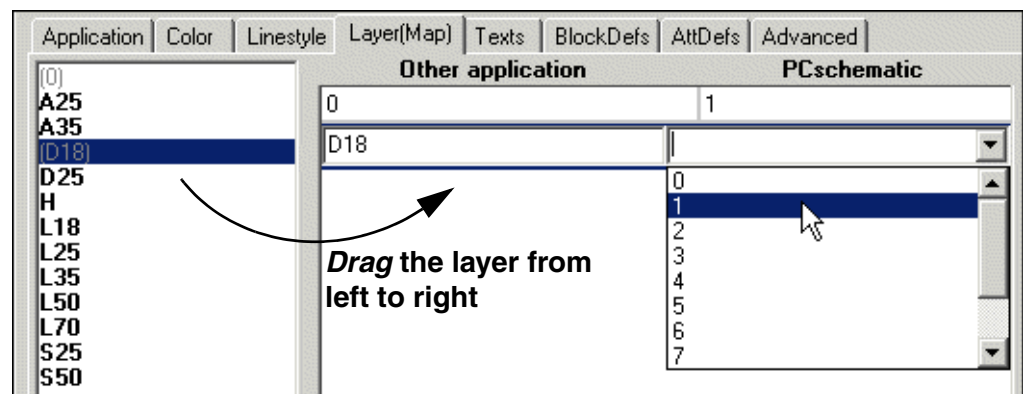 Application Color Linestyle Layer(Map) Texts BlockDefs AttDefs Advanced
Other application PCschematic
(0)
A25
A35
(D18)
D25
H
L18
L25
L35
L50
L70
S25
S50
0 1
D18
0
1
2
3
4
5
6
7
Drag the layer from
left to right